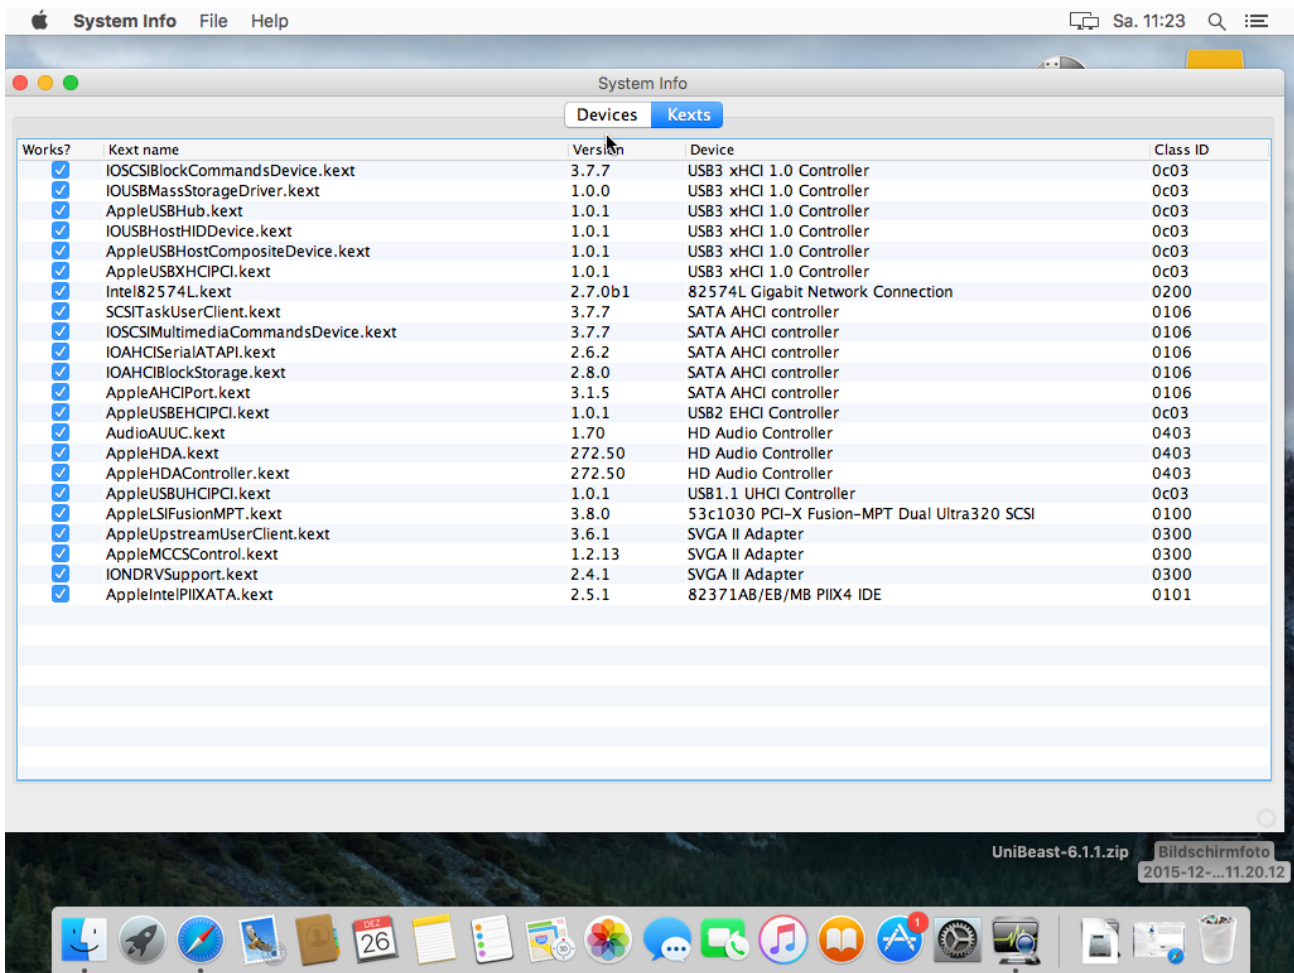 System Info File Help Sa. 11:23
System Info
Devices Kexts
Works? Kext name Version Device Class ID
IOSCSIBlockCommandsDevice.kext 3.7.7 USB3 xHCI 1.0 Controller 0c03
IOUSBMassStorageDriver.kext 1.0.0 USB3 xHCI 1.0 Controller 0c03
AppleUSBHub.kext 1.0.1 USB3 xHCI 1.0 Controller 0c03
IOUSBHostHIDDevice.kext 1.0.1 USB3 xHCI 1.0 Controller 0c03
AppleUSBHostCompositeDevice.kext 1.0.1 USB3 xHCI 1.0 Controller 0c03
AppleUSBXHCIPCI.kext 1.0.1 USB3 xHCI 1.0 Controller 0c03
Intel82574L.kext 2.7.0b1 82574L Gigabit Network Connection 0200
SCSITaskUserClient.kext 3.7.7 SATA AHCI controller 0106
IOSCSIMultimediaCommandsDevice.kext 3.7.7 SATA AHCI controller 0106
IOAHCISerialATAPI.kext 2.6.2 SATA AHCI controller 0106
IOAHCIBlockStorage.kext 2.8.0 SATA AHCI controller 0106
AppleAHCIPort.kext 3.1.5 SATA AHCI controller 0106
AppleUSBEHCIPCI.kext 1.0.1 USB2 EHCI Controller 0c03
AudioAUUC.kext 1.70 HD Audio Controller 0403
AppleHDA.kext 272.50 HD Audio Controller 0403
AppleHDAController.kext 272.50 HD Audio Controller 0403
AppleUSBUHCIPCI.kext 1.0.1 USB1.1 UHCI Controller 0c03
AppleLSIFusionMPT.kext 3.8.0 53c1030 PCI-X Fusion-MPT Dual Ultra320 SCSI 0100
AppleUpstreamUserClient.kext 3.6.1 SVGA II Adapter 0300
AppleMCCSControl.kext 1.2.13 SVGA II Adapter 0300
IONDRVSupport.kext 2.4.1 SVGA II Adapter 0300
AppleIntelPIIXATA.kext 2.5.1 82371AB/EB/MB PIIX4 IDE 0101
UniBeast-6.1.1.zip Bildschirmfoto
2015-12-...11.20.12
DEZ
26
1